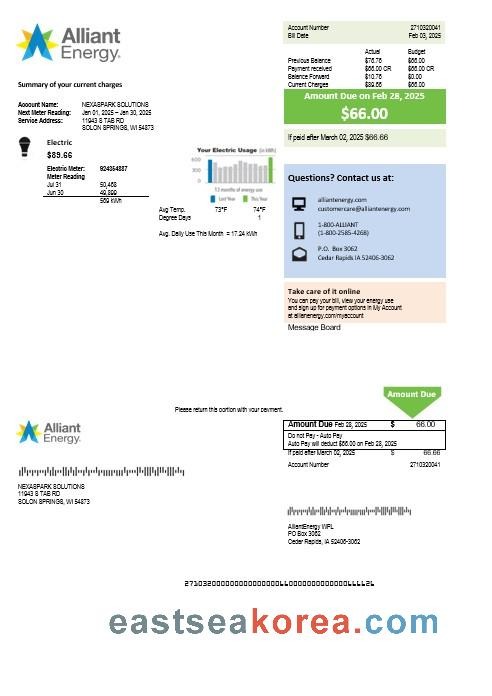 Alliant
Energy.
Account Number 2710320041
Bill Date Feb 03, 2025
Actual Budget
Previous Balance $76.76 $66.00
Payment received $66.00 CR $66.00 CR
Balance Forward $10.76 $0.00
Current Charges $89.66 $66.00
Amount Due on Feb 28, 2025
$66.00
If paid after March 02, 2025 $66.66
Summary of your current charges
Account Name: NEXASPARK SOLUTIONS
Next Meter Reading: Jan 01, 2025 – Jan 30, 2025
Service Address: 11943 S TAB RD
SOLON SPRINGS, WI 54873
Electric
$89.66
Electric Meter: 924354887
Meter Reading
Jul 31 50,468
Jun 30 49,899
569 kWh
Your Electric Usage (in kWh)
600
300
0
13 months of energy use
Last Year This Year
Avg Temp. 73°F 74°F
Degree Days 1
Avg. Daily Use This Month = 17.24 kWh
Questions? Contact us at:
alliantenergy.com
customercare@alliantenergy.com
1-800-ALLIANT
(1-800-2585-4268)
P.O. Box 3062
Cedar Rapids IA 52406-3062
Take care of it online
You can pay your bill, view your energy use
and sign up for payment options in My Account
at alliantenergy.com/myaccount
Message Board
Amount Due
Please return this portion with your payment.
Alliant
Energy.
Amount Due Feb 28, 2025 $ 66.00
Do not Pay - Auto Pay
Auto Pay will deduct $66.00 on Feb 28, 2025
If paid after March 02, 2025 $ 66.66
Account Number 2710320041
NEXASPARK SOLUTIONS
11943 S TAB RD
SOLON SPRINGS, WI 54873
AlliantEnergy WPL
PO Box 3062
Cedar Rapids, IA 52406-3062
eastseakorea.com